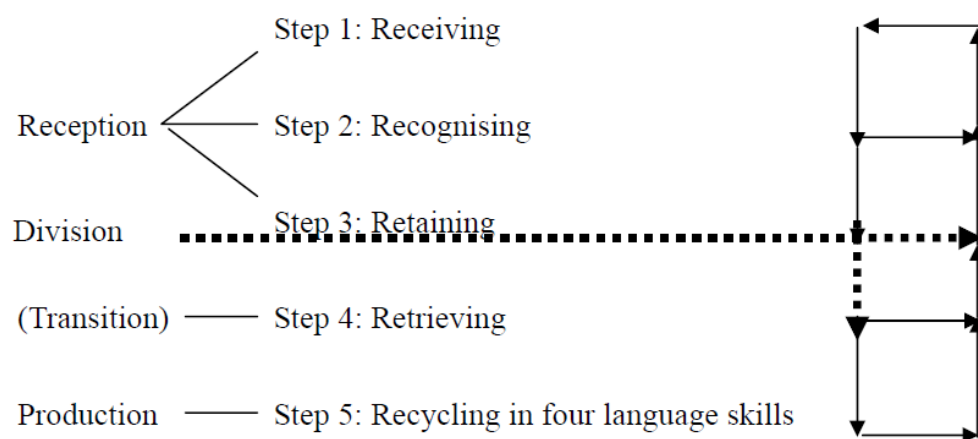 Step 1: Receiving
Reception Step 2: Recognising
Step 3: Retaining
Division
(Transition) Step 4: Retrieving
Production Step 5: Recycling in four language skills